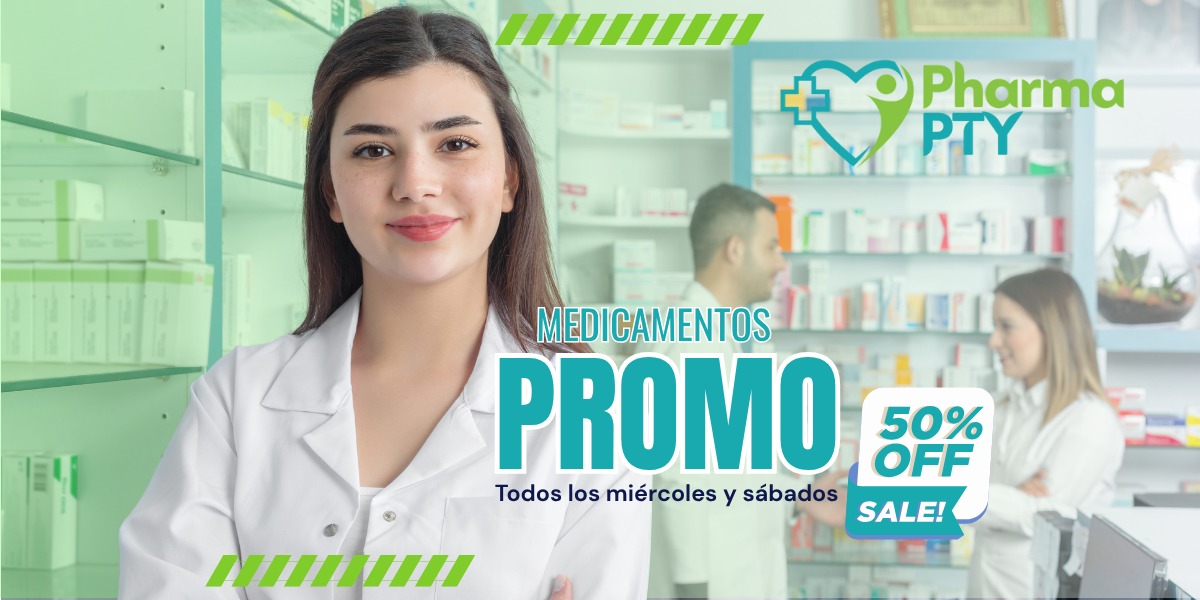 Pharma
PTY
MEDICAMENTOS
PROMO
Todos los miércoles y sábados
50%
OFF
SALE!